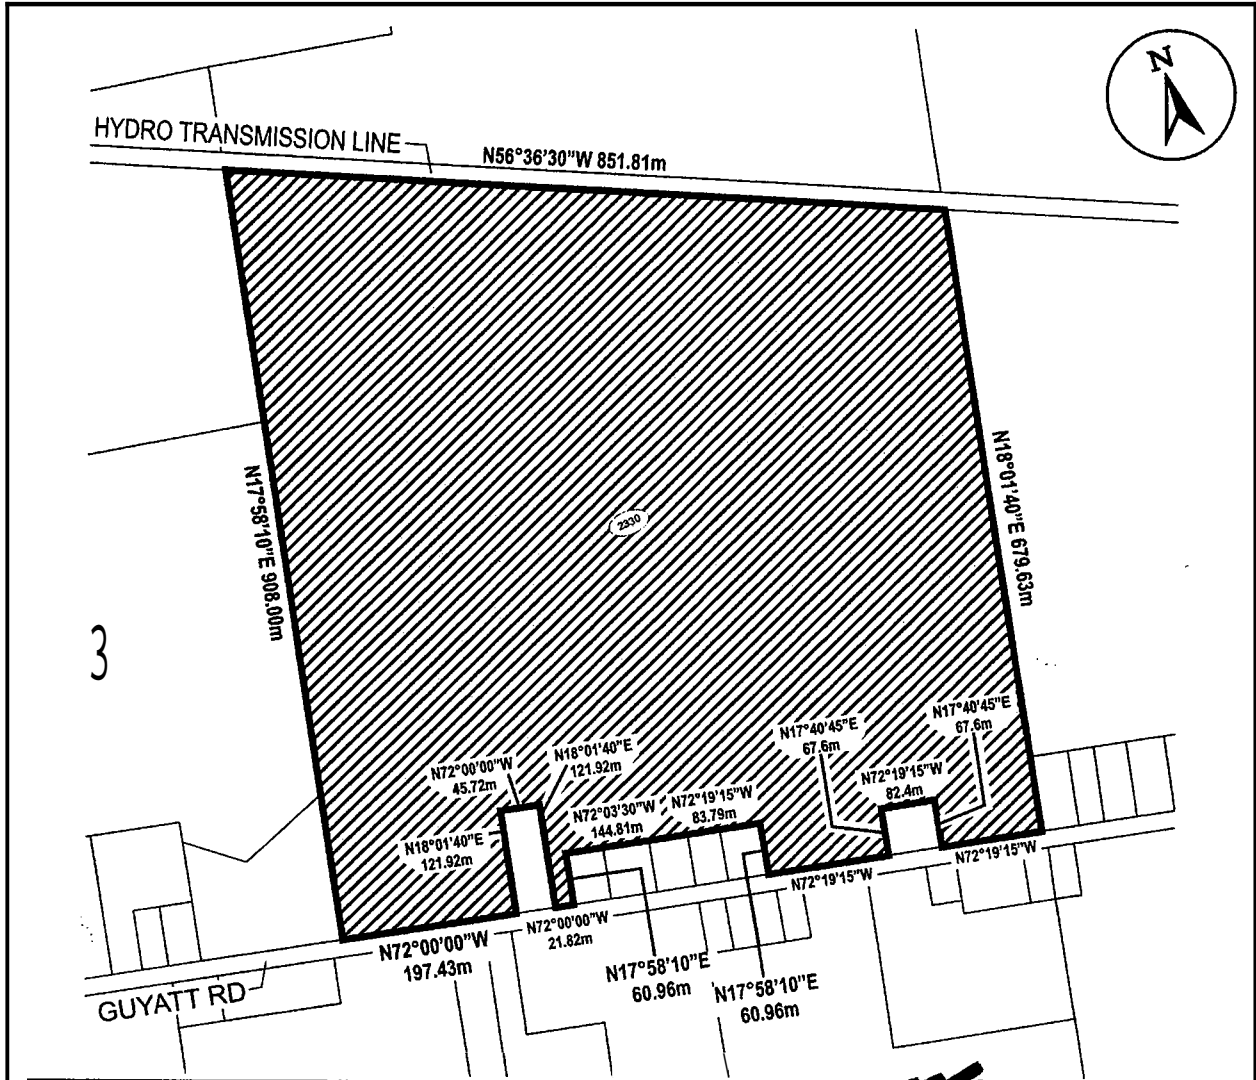 N
HYDRO TRANSMISSION LINE
N56°36'30"W 851.81m
N17°58'10"E 908.00m
N18°01'40"E 679.63m
2330
3
N17°40'45"E
67.6m
N17°40'45"E
67.6m
N72°00'00"W
45.72m
N18°01'40"E
121.92m
N72°19'15"W
82.4m
N72°03'30"W
144.81m
N72°19'15"W
83.79m
N18°01'40"E
121.92m
N72°19'15"W
N72°19'15"W
N72°00'00"W
21.82m
N72°00'00"W
197.43m
N17°58'10"E
60.96m
N17°58'10"E
60.96m
GUYATT RD